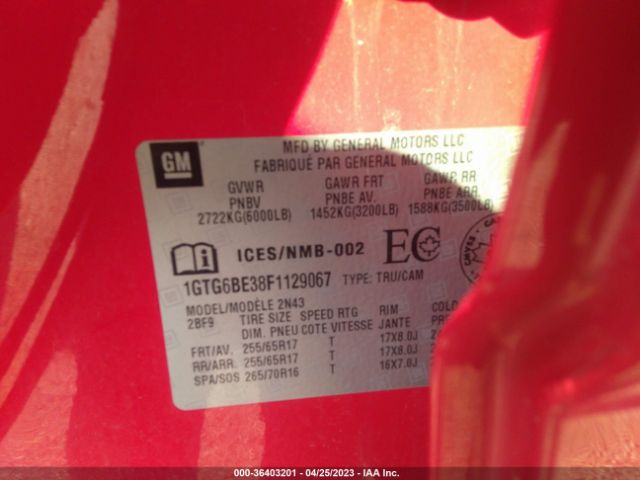 GM
MFD BY GENERAL MOTORS LLC
FABRIQUÉ PAR GENERAL MOTORS LLC
GVWR GAWR FRT GAWR RR
PNBV PNBE AV. PNBE ARR.
2722KG(6000LB) 1452KG(3200LB) 1588KG(3500LB)
ICES/NMB-002 EC
1GTG6BE38F1129067 TYPE: TRU/CAM
MODEL/MODÈLE 2N43
2BF9 TIRE SIZE SPEED RTG RIM COLD
DIM. PNEU COTE VITESSE JANTE
FRT/AV. 255/65R17 T 17X8.0J
RR/ARR. 255/65R17 T 17X8.0J
SPA/SOS 265/70R16 T 16X7.0J
000-36403201 - 04/25/2023 - IAA Inc.